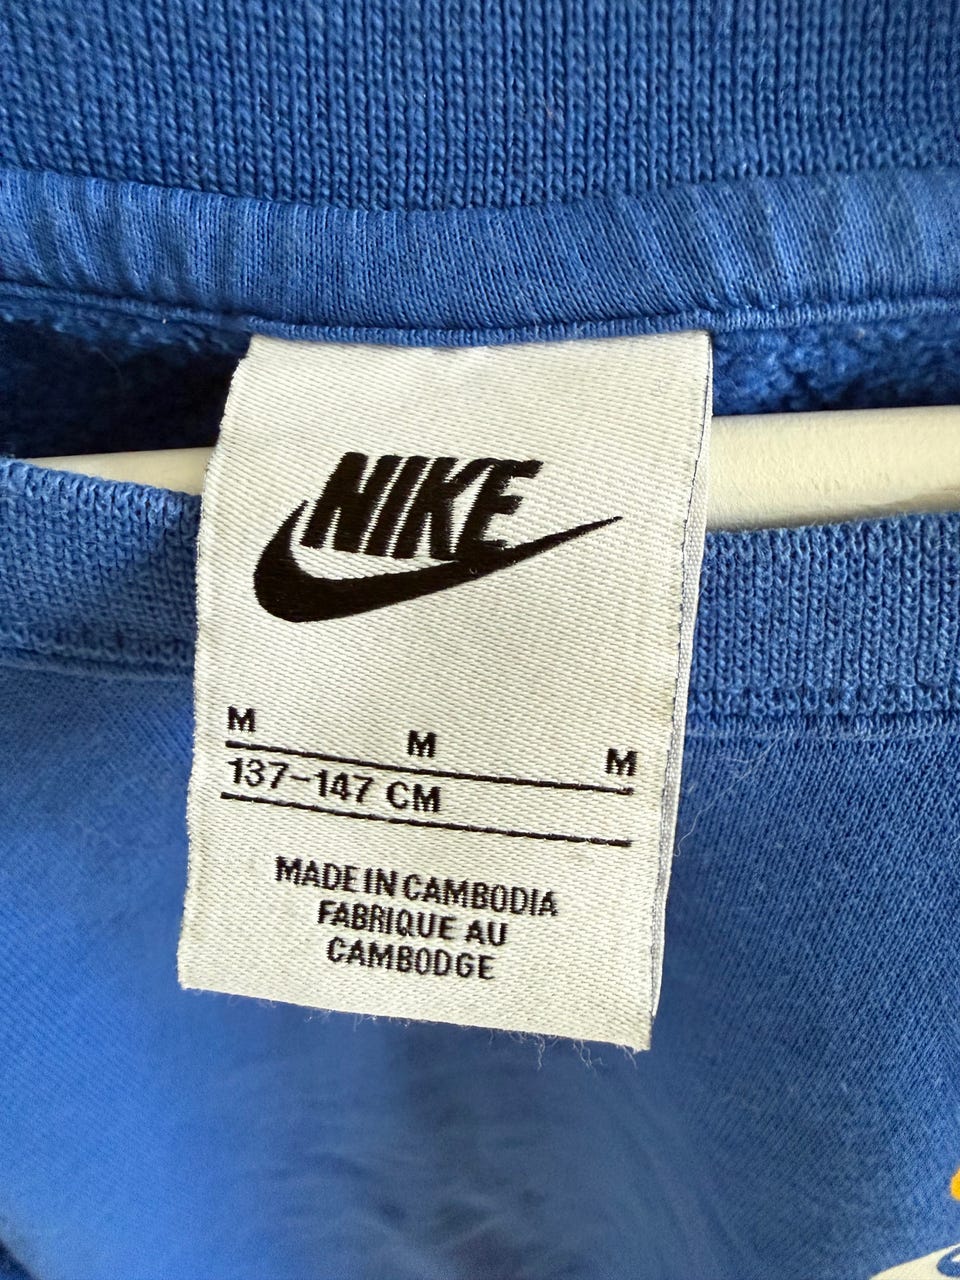 NIKE
M M M
137-147 CM
MADE IN CAMBODIA
FABRIQUE AU
CAMBODGE